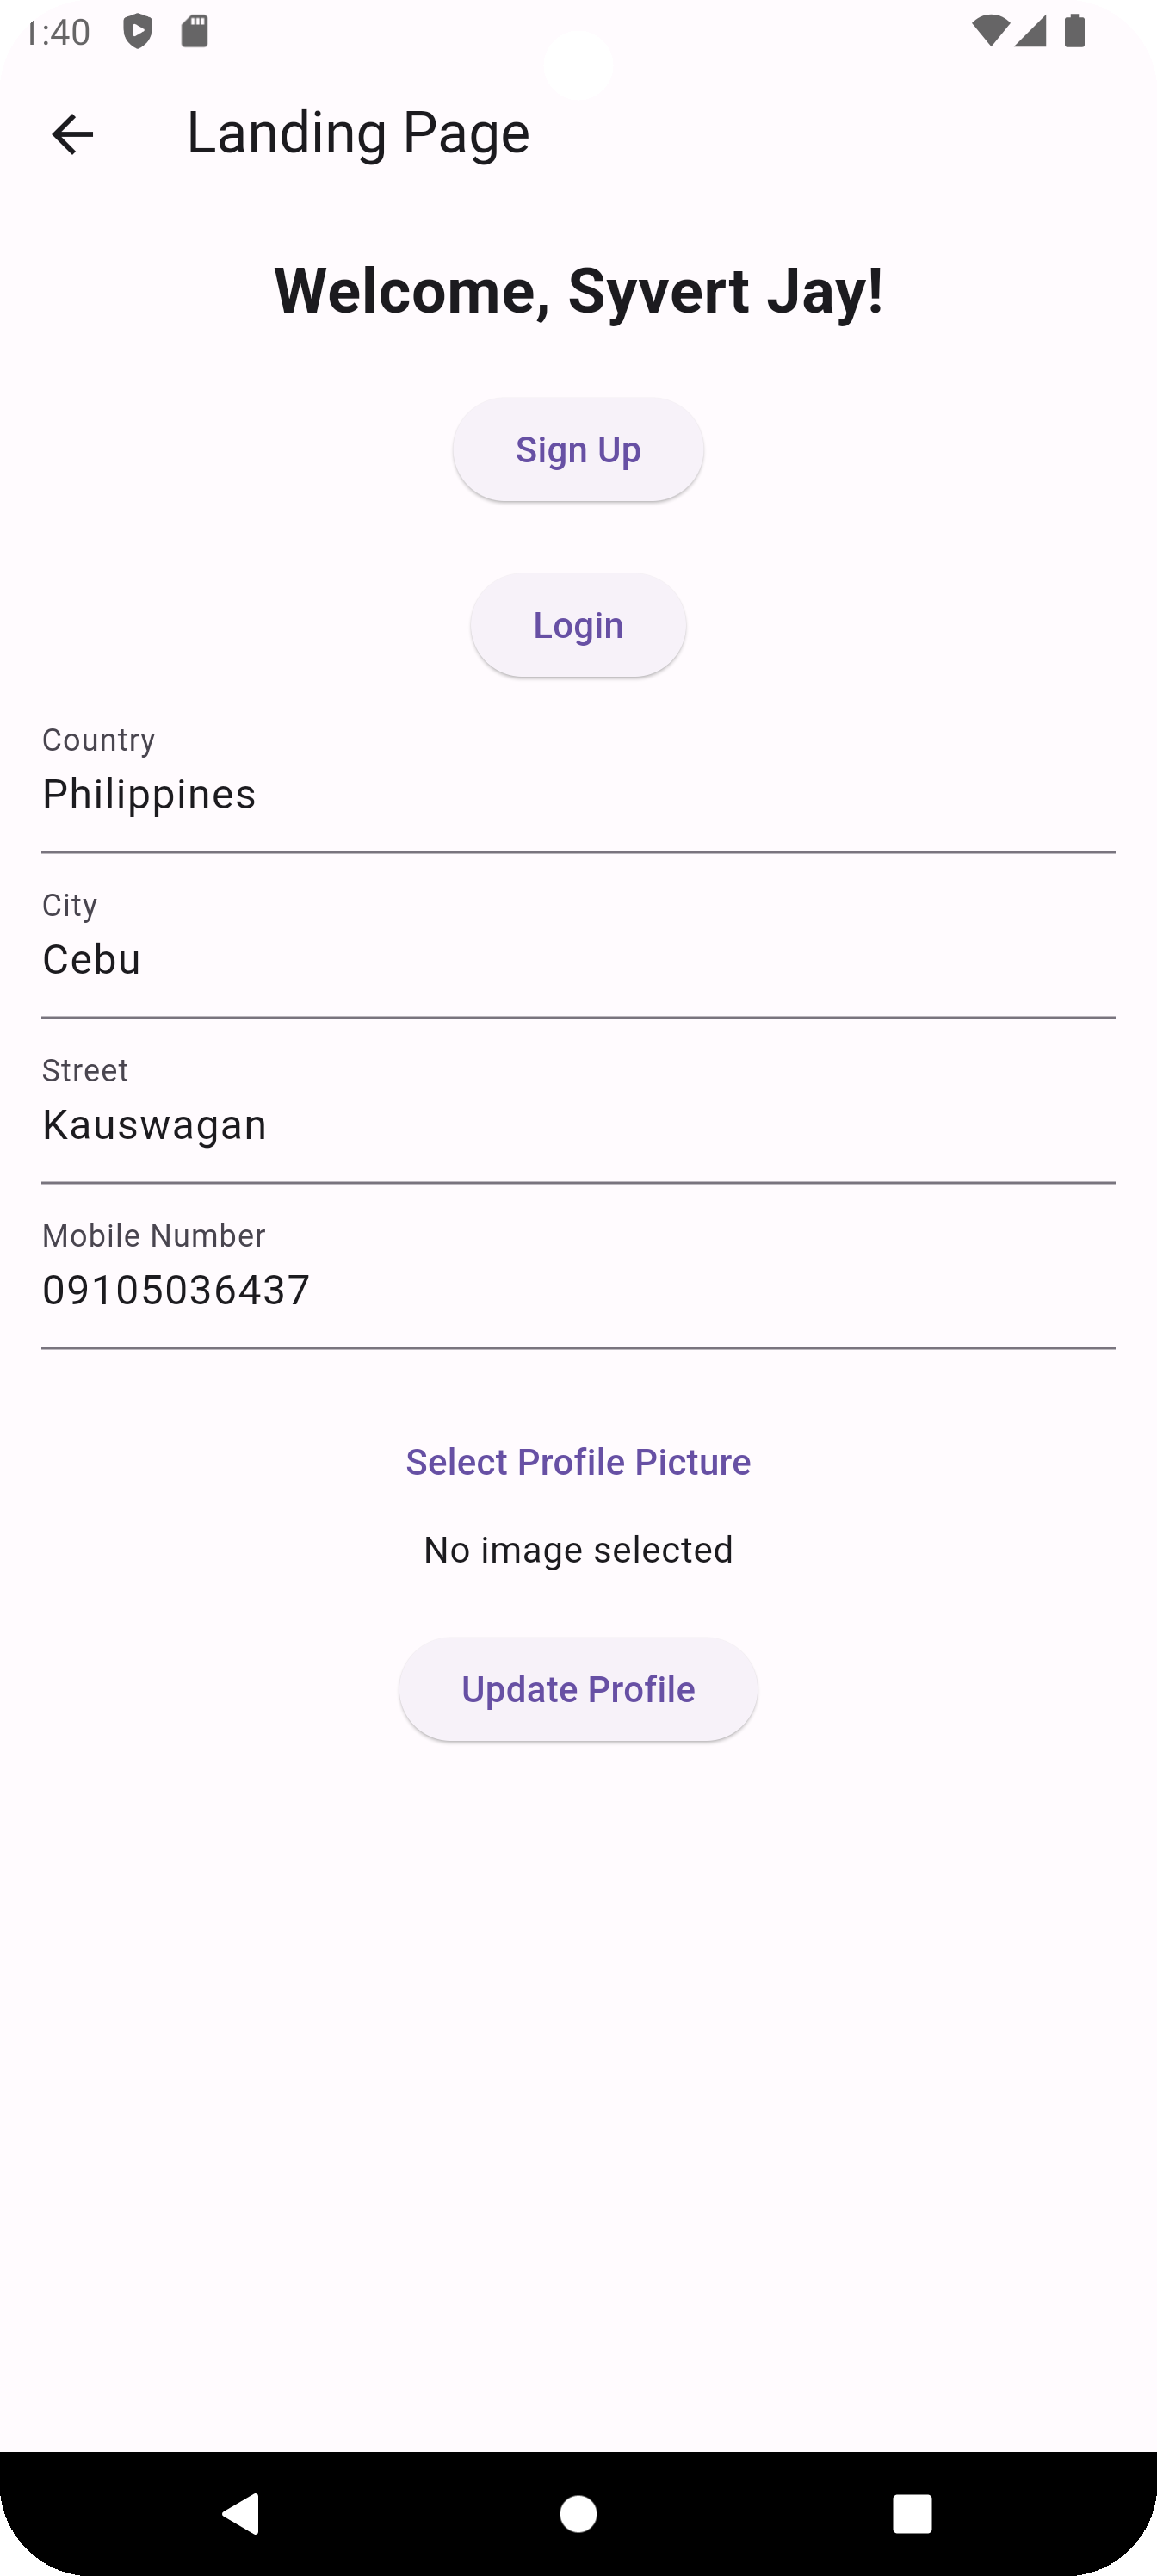 1:40
Landing Page
Welcome, Syvert Jay!
Sign Up
Login
Country
Philippines
City
Cebu
Street
Kauswagan
Mobile Number
09105036437
Select Profile Picture
No image selected
Update Profile